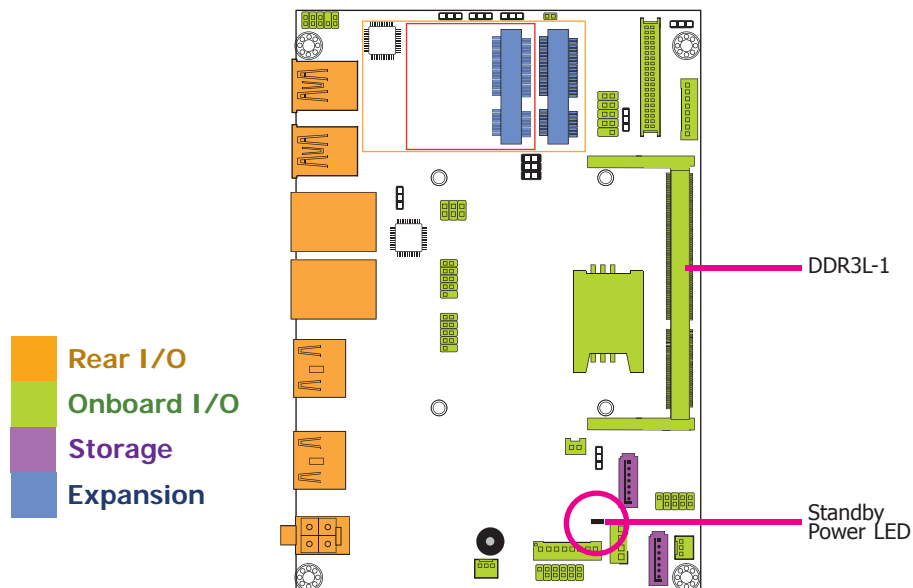 DDR3L-1
Rear I/O
Onboard I/O
Storage
Expansion
Standby
Power LED